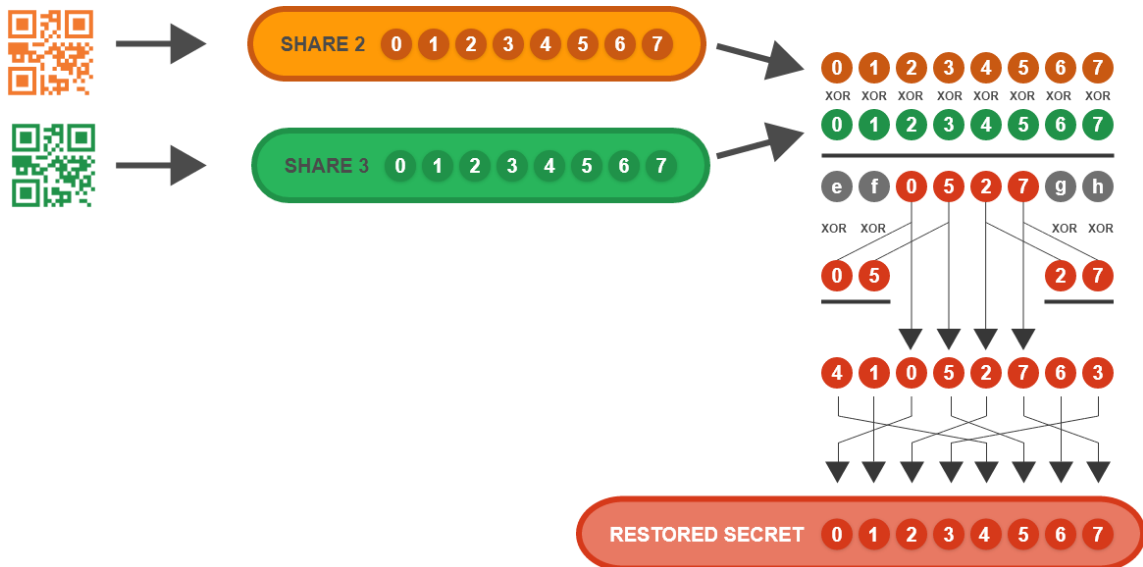 SHARE 2 0 1 2 3 4 5 6 7
0 1 2 3 4 5 6 7
XOR XOR XOR XOR XOR XOR XOR XOR
SHARE 3 0 1 2 3 4 5 6 7
0 1 2 3 4 5 6 7
e f 0 5 2 7 g h
XOR XOR XOR XOR
0 5 2 7
4 1 0 5 2 7 6 3
RESTORED SECRET 0 1 2 3 4 5 6 7